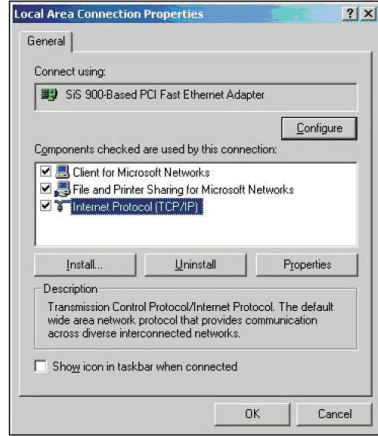 Local Area Connection Properties
General
Connect using:
SiS 900-Based PCI Fast Ethernet Adapter
Configure
Components checked are used by this connection:
Client for Microsoft Networks
File and Printer Sharing for Microsoft Networks
Internet Protocol (TCP/IP)
Install... Uninstall Properties
Description
Transmission Control Protocol/Internet Protocol. The default
wide area network protocol that provides communication
across diverse interconnected networks.
Show icon in taskbar when connected
OK Cancel